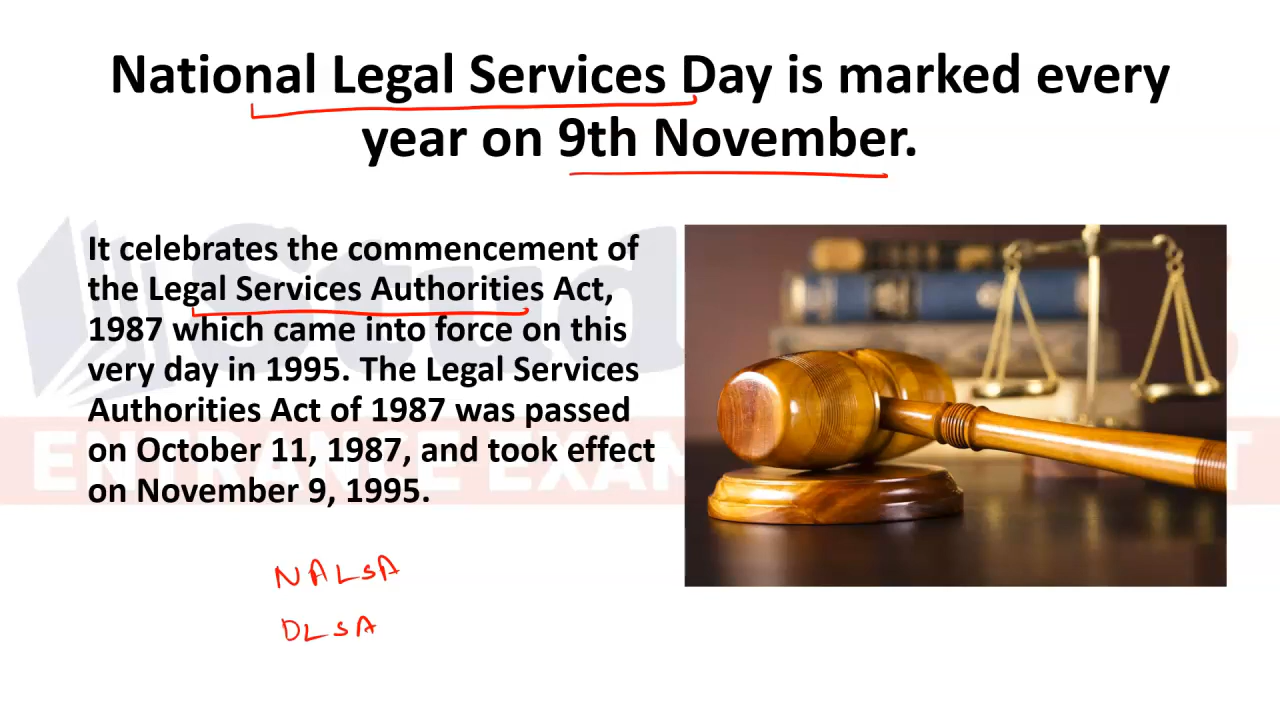 National Legal Services Day is marked every
year on 9th November.
It celebrates the commencement of
the Legal Services Authorities Act,
1987 which came into force on this
very day in 1995. The Legal Services
Authorities Act of 1987 was passed
on October 11, 1987, and took effect
on November 9, 1995.
NALSA
DLSA